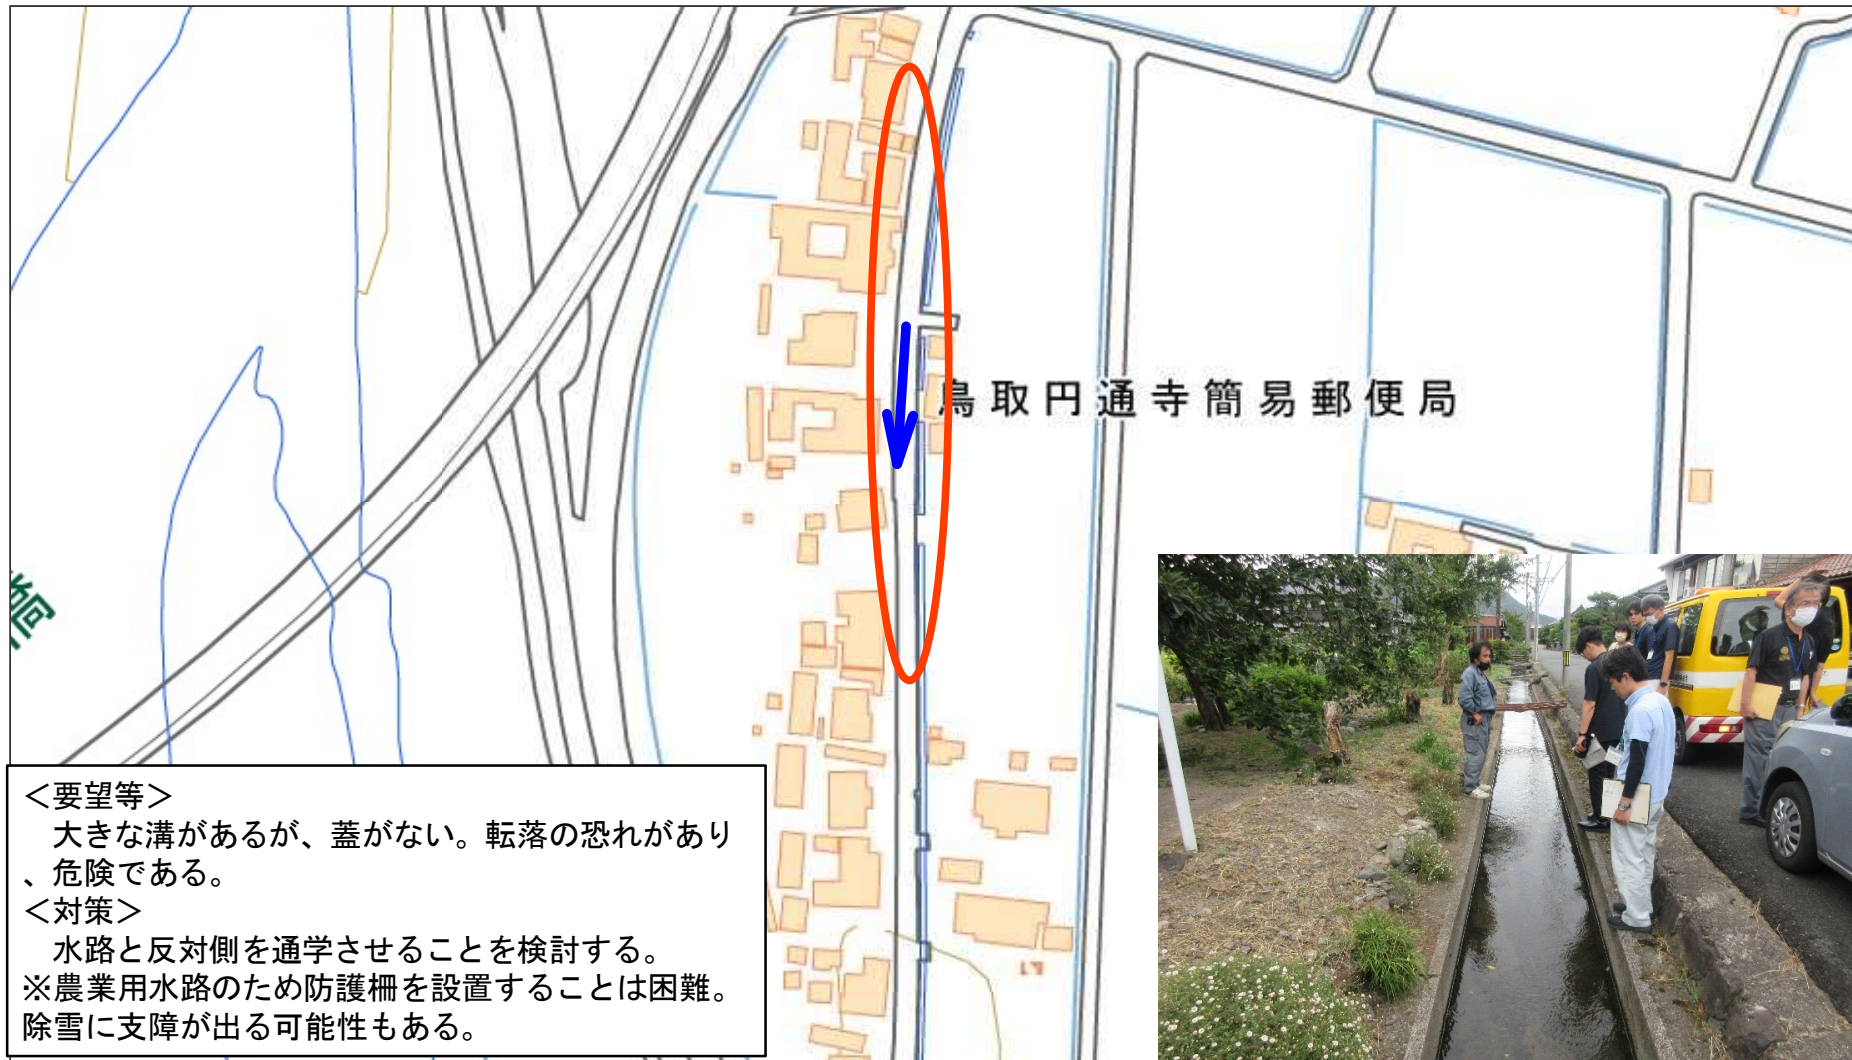 鳥取円通寺簡易郵便局
橋
<要望等>
大きな溝があるが、蓋がない。転落の恐れがあり
、危険である。
<対策>
水路と反対側を通学させることを検討する。
※農業用水路のため防護柵を設置することは困難。
除雪に支障が出る可能性もある。